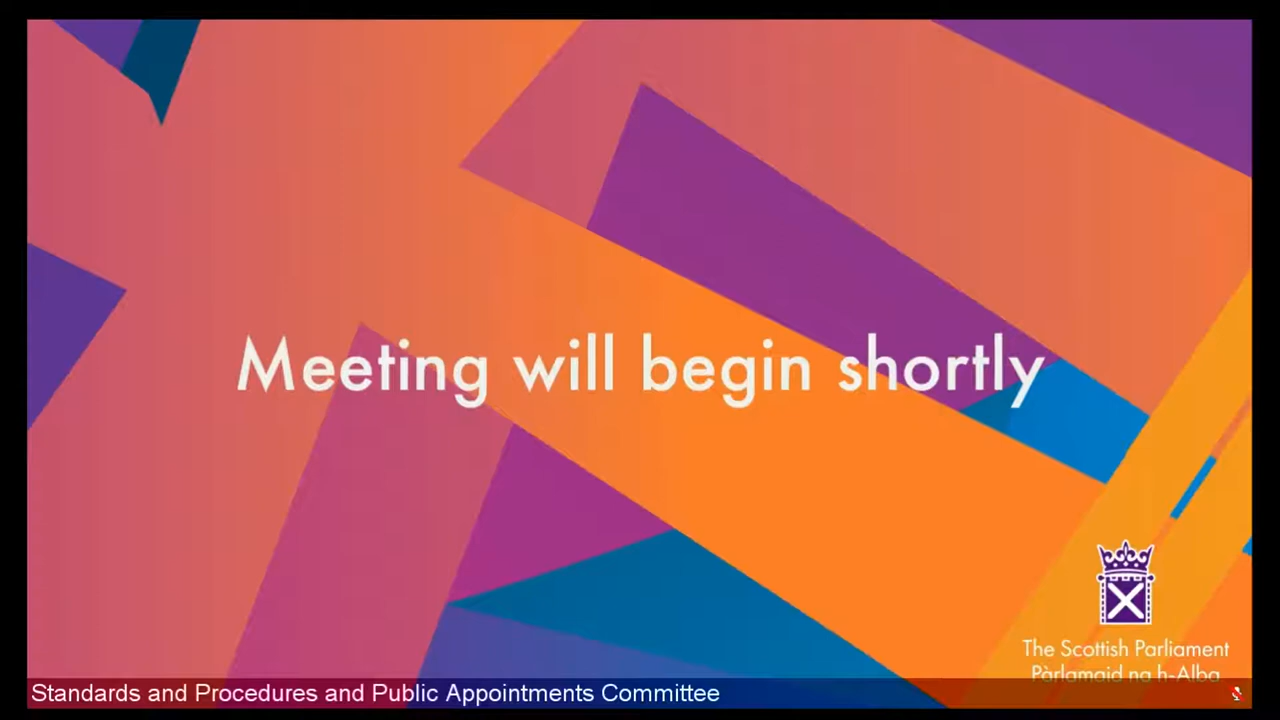 Meeting will begin shortly
The Scottish Parliament
Pàrlamaid na h-Alba
Standards and Procedures and Public Appointments Committee